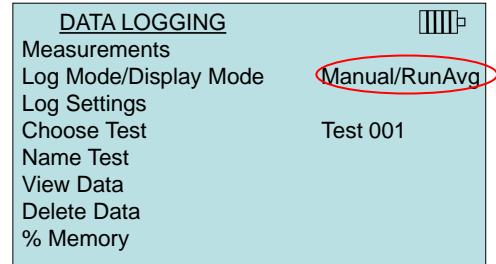 DATA LOGGING
Measurements
Log Mode/Display Mode Manual/RunAvg
Log Settings
Choose Test Test 001
Name Test
View Data
Delete Data
% Memory